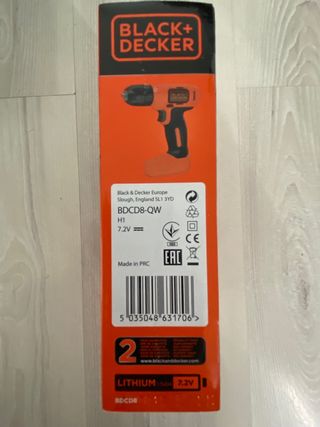 BLACK+
DECKER
Black & Decker Europe
Slough, England SL1 3YD
BDCD8-QW
H1
7.2V
Made in PRC
EAC
5 035048 631706 >
2
www.blackanddecker.com
LITHIUM 7.2V
BDCD8